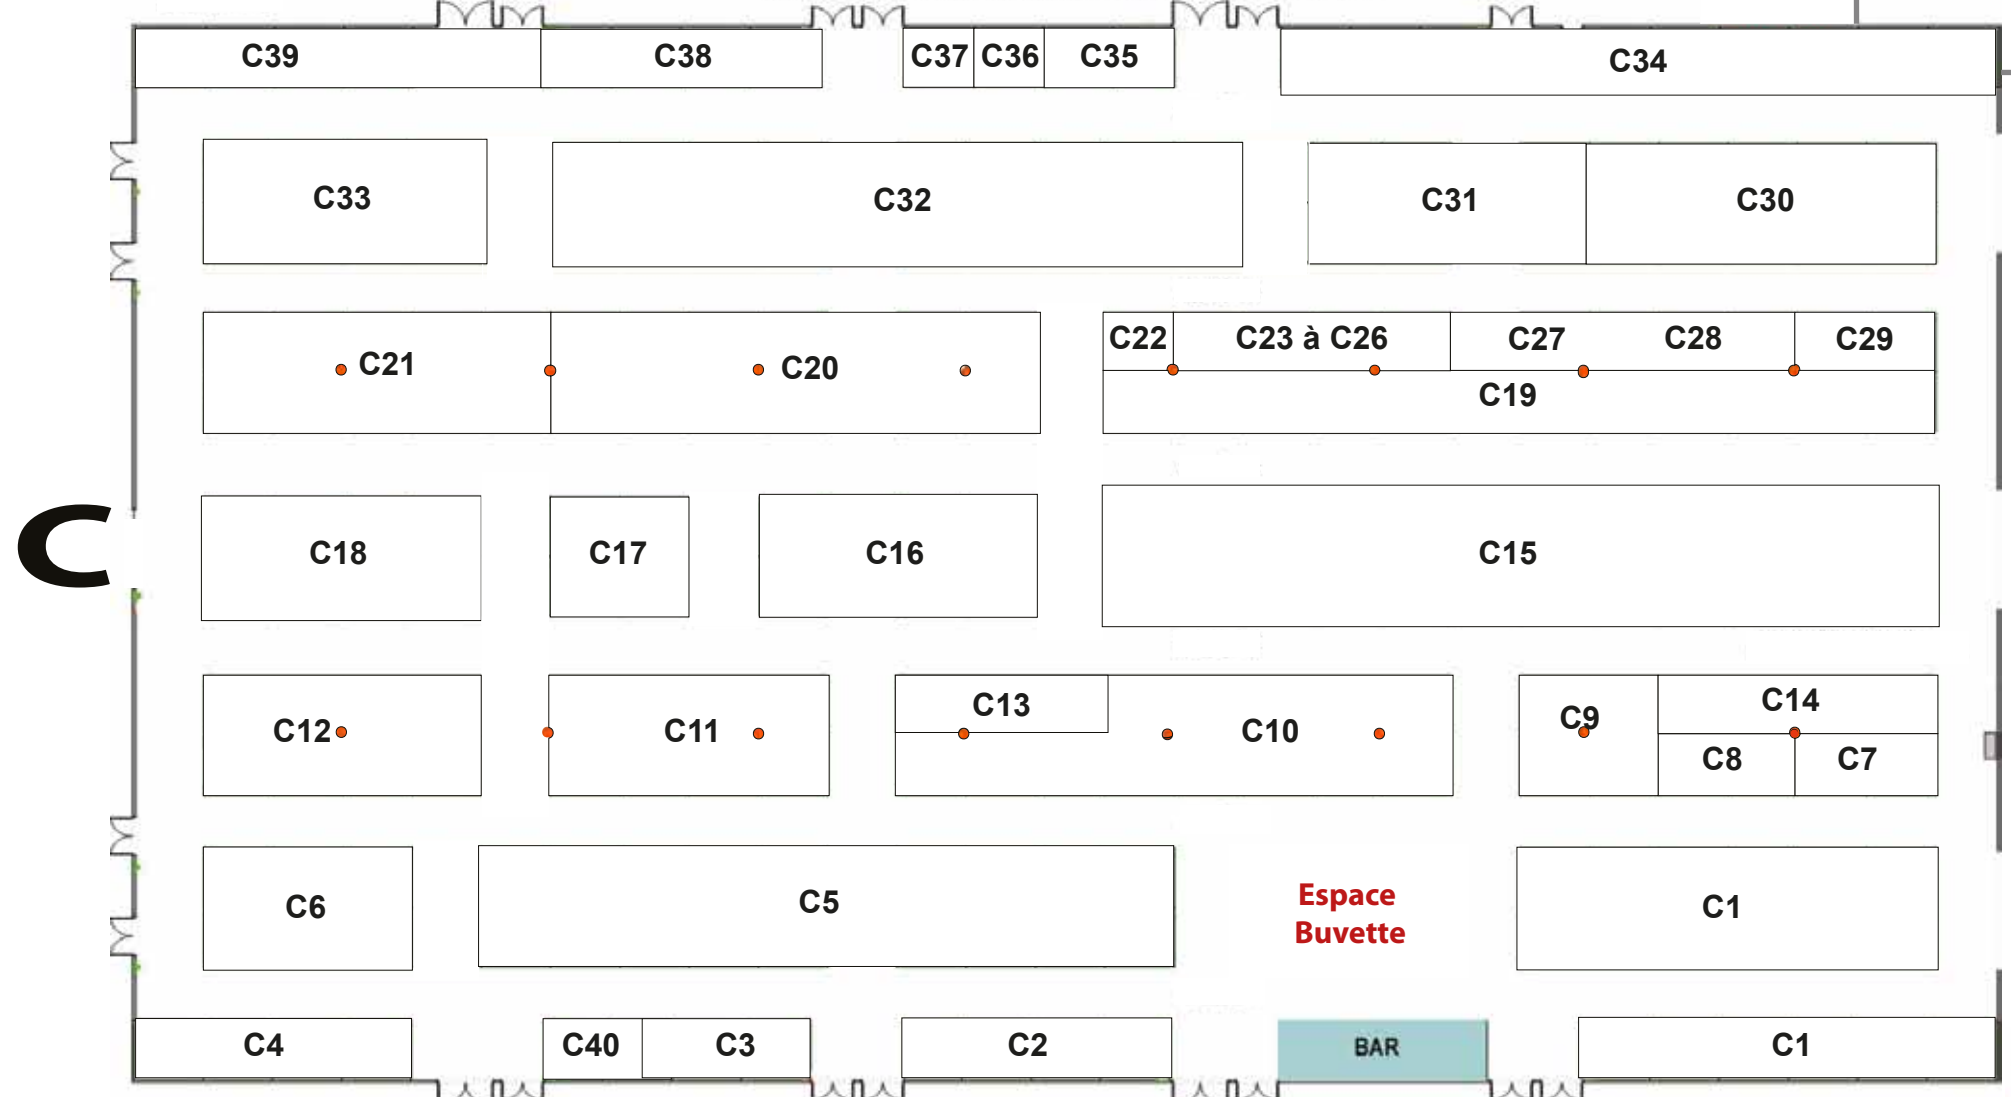 C39 C38 C37 C36 C35 C34
C33 C32 C31 C30
C22 C23 à C26 C27 C28 C29
C21 C20 C19
C
C18 C17 C16 C15
C13 C9 C14
C12 C11 C10 C8 C7
C6 C5 Espace C1
Buvette
C4 C40 C3 C2 BAR C1